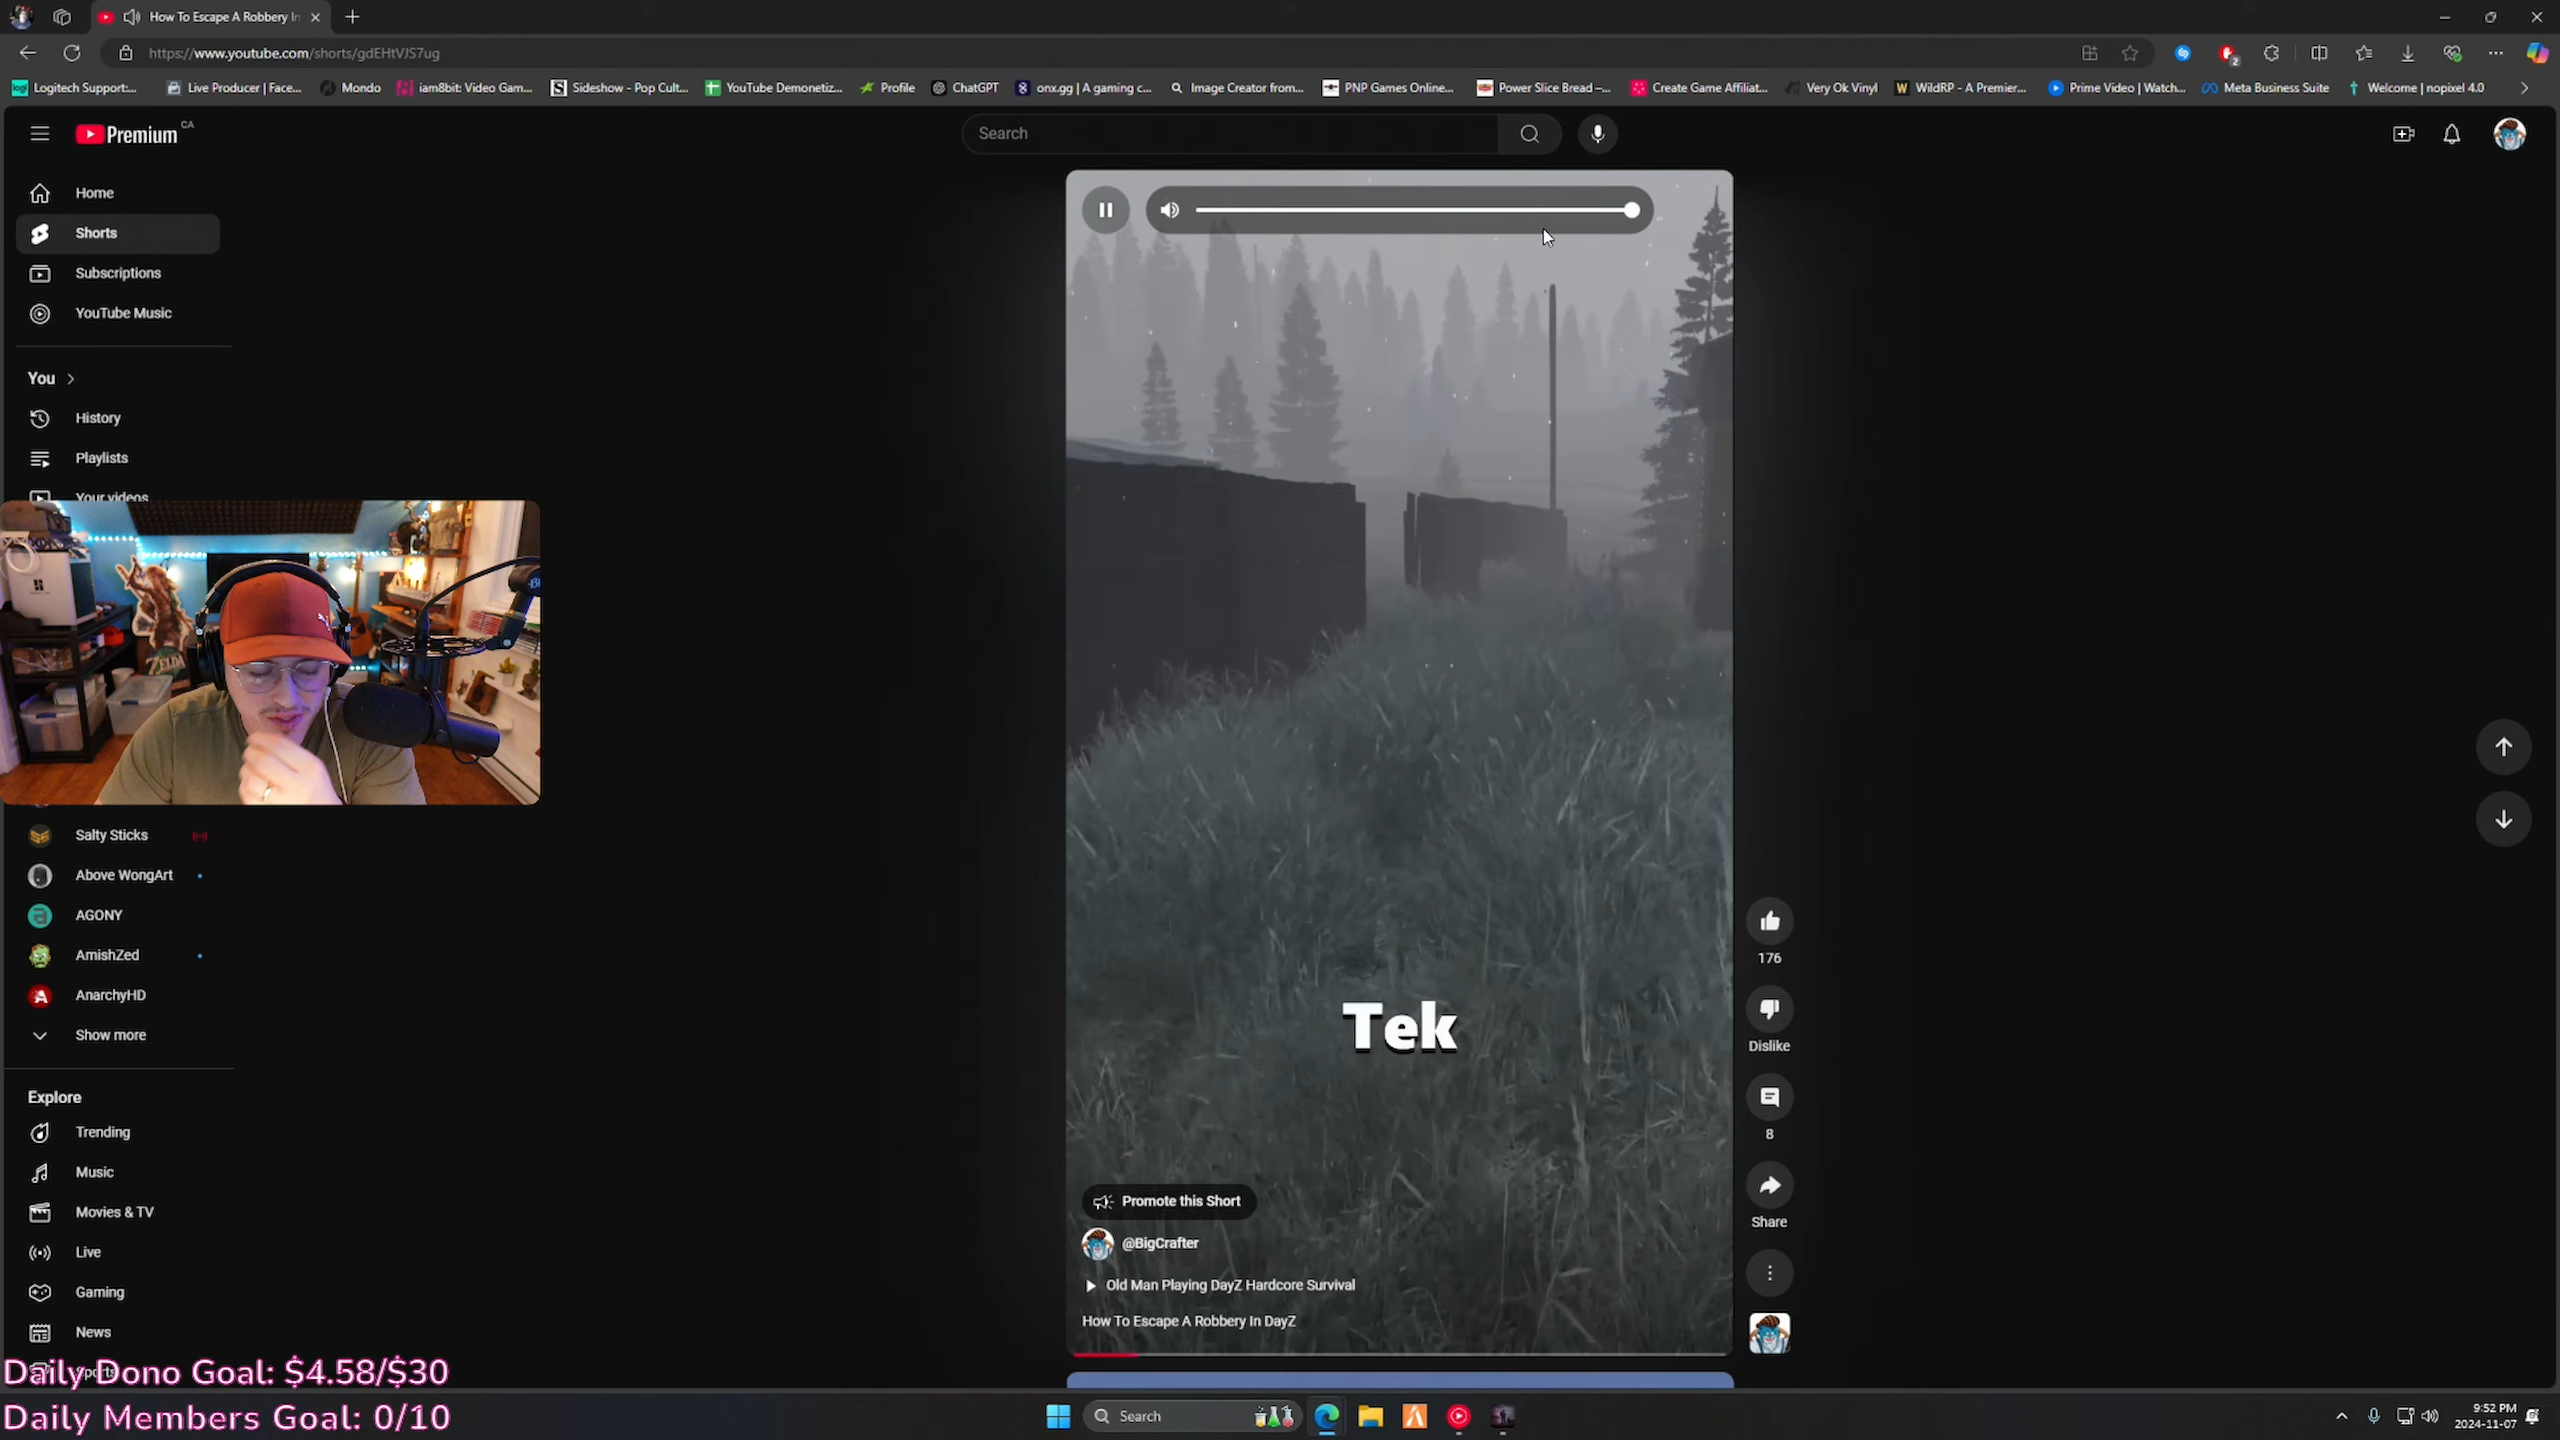 How To Escape A Robbery In
https://www.youtube.com/shorts/gdEHtVJS7ug
2
Logitech Support:...
Live Producer | Face...
Mondo
iam8bit: Video Gam...
Sideshow - Pop Cult...
YouTube Demonetiz...
Profile
ChatGPT
onx.gg | A gaming c...
Image Creator from...
PNP Games Online...
Power Slice Bread –...
Create Game Affiliat...
Very Ok Vinyl
WildRP - A Premier...
Prime Video | Watch...
Meta Business Suite
Welcome | nopixel 4.0
Premium CA
Search
Home
Shorts
Subscriptions
YouTube Music
You
History
Playlists
Your videos
ZELDA
Salty Sticks
Above WongArt
AGONY
AmishZed
AnarchyHD
Show more
Explore
Trending
Music
Movies & TV
Live
Gaming
News
Sports
Tek
176
Dislike
8
Share
Promote this Short
@BigCrafter
Old Man Playing DayZ Hardcore Survival
How To Escape A Robbery In DayZ
Daily Dono Goal: $4.58/$30
Daily Members Goal: 0/10
Search
9:52 PM
2024-11-07